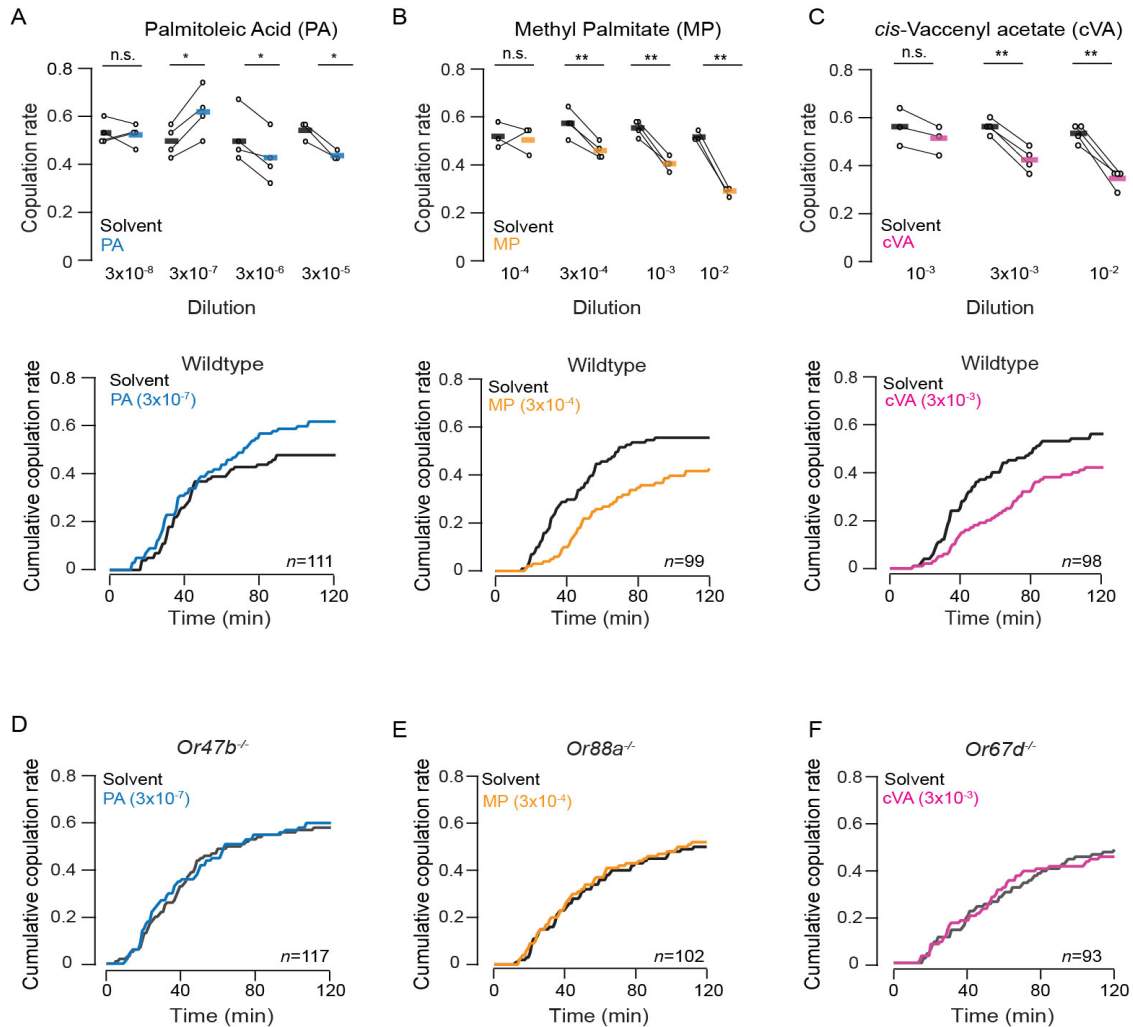 A
Palmitoleic Acid (PA)
n.s. * * *
0.8
0.6
0.4
0.2
0
Copulation rate
Solvent
PA
3x10⁻⁸ 3x10⁻⁷ 3x10⁻⁶ 3x10⁻⁵
Dilution
B
Methyl Palmitate (MP)
n.s. ** ** **
0.8
0.6
0.4
0.2
0
Copulation rate
Solvent
MP
10⁻⁴ 3x10⁻⁴ 10⁻³ 10⁻²
Dilution
C
cis-Vaccenyl acetate (cVA)
n.s. ** **
0.8
0.6
0.4
0.2
0
Copulation rate
Solvent
cVA
10⁻³ 3x10⁻³ 10⁻²
Dilution
Wildtype
Solvent
PA (3x10⁻⁷)
0.8
0.6
0.4
0.2
0
Cumulative copulation rate
n=111
0 40 80 120
Time (min)
Wildtype
Solvent
MP (3x10⁻⁴)
0.8
0.6
0.4
0.2
0
Cumulative copulation rate
n=99
0 40 80 120
Time (min)
Wildtype
Solvent
cVA (3x10⁻³)
0.8
0.6
0.4
0.2
0
Cumulative copulation rate
n=98
0 40 80 120
Time (min)
D
Or47b⁻/⁻
Solvent
PA (3x10⁻⁷)
0.8
0.6
0.4
0.2
0
Cumulative copulation rate
n=117
0 40 80 120
Time (min)
E
Or88a⁻/⁻
Solvent
MP (3x10⁻⁴)
0.8
0.6
0.4
0.2
0
Cumulative copulation rate
n=102
0 40 80 120
Time (min)
F
Or67d⁻/⁻
Solvent
cVA (3x10⁻³)
0.8
0.6
0.4
0.2
0
Cumulative copulation rate
n=93
0 40 80 120
Time (min)